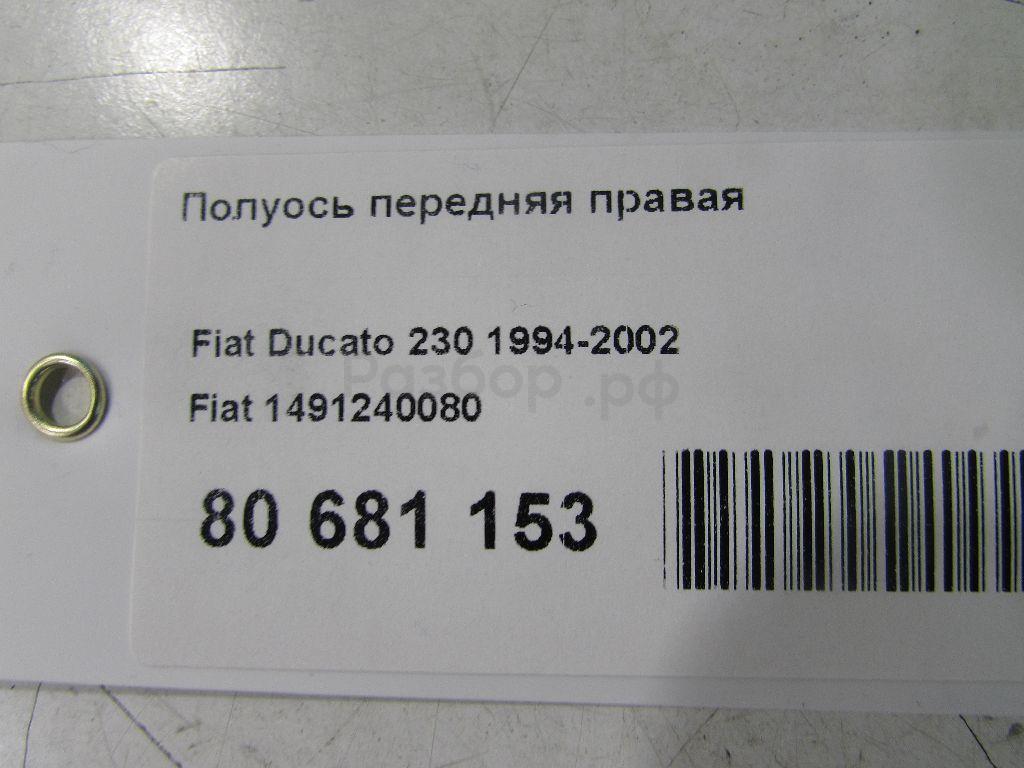 Полуось передняя правая
Fiat Ducato 230 1994-2002
Разбор.рф
Fiat 1491240080
80 681 153